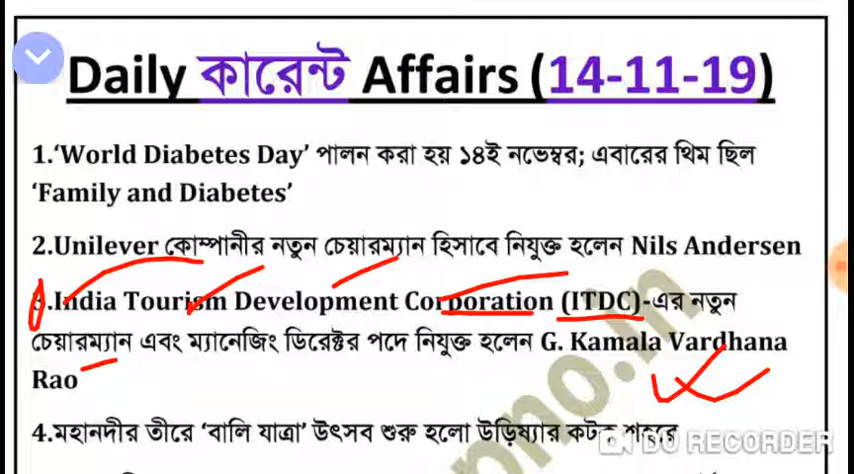 Daily কারেন্ট Affairs (14-11-19)
1.‘World Diabetes Day’ পালন করা হয় ১৪ই নভেম্বর; এবারের থিম ছিল
‘Family and Diabetes’
2.Unilever কোম্পানীর নতুন চেয়ারম্যান হিসাবে নিযুক্ত হলেন Nils Andersen
3.India Tourism Development Corporation (ITDC)-এর নতুন
চেয়ারম্যান এবং ম্যানেজিং ডিরেক্টর পদে নিযুক্ত হলেন G. Kamala Vardhana
Rao
4.মহানদীর তীরে ‘বালি যাত্রা’ উৎসব শুরু হলো উড়িষ্যার কটক শহরে
DU RECORDER